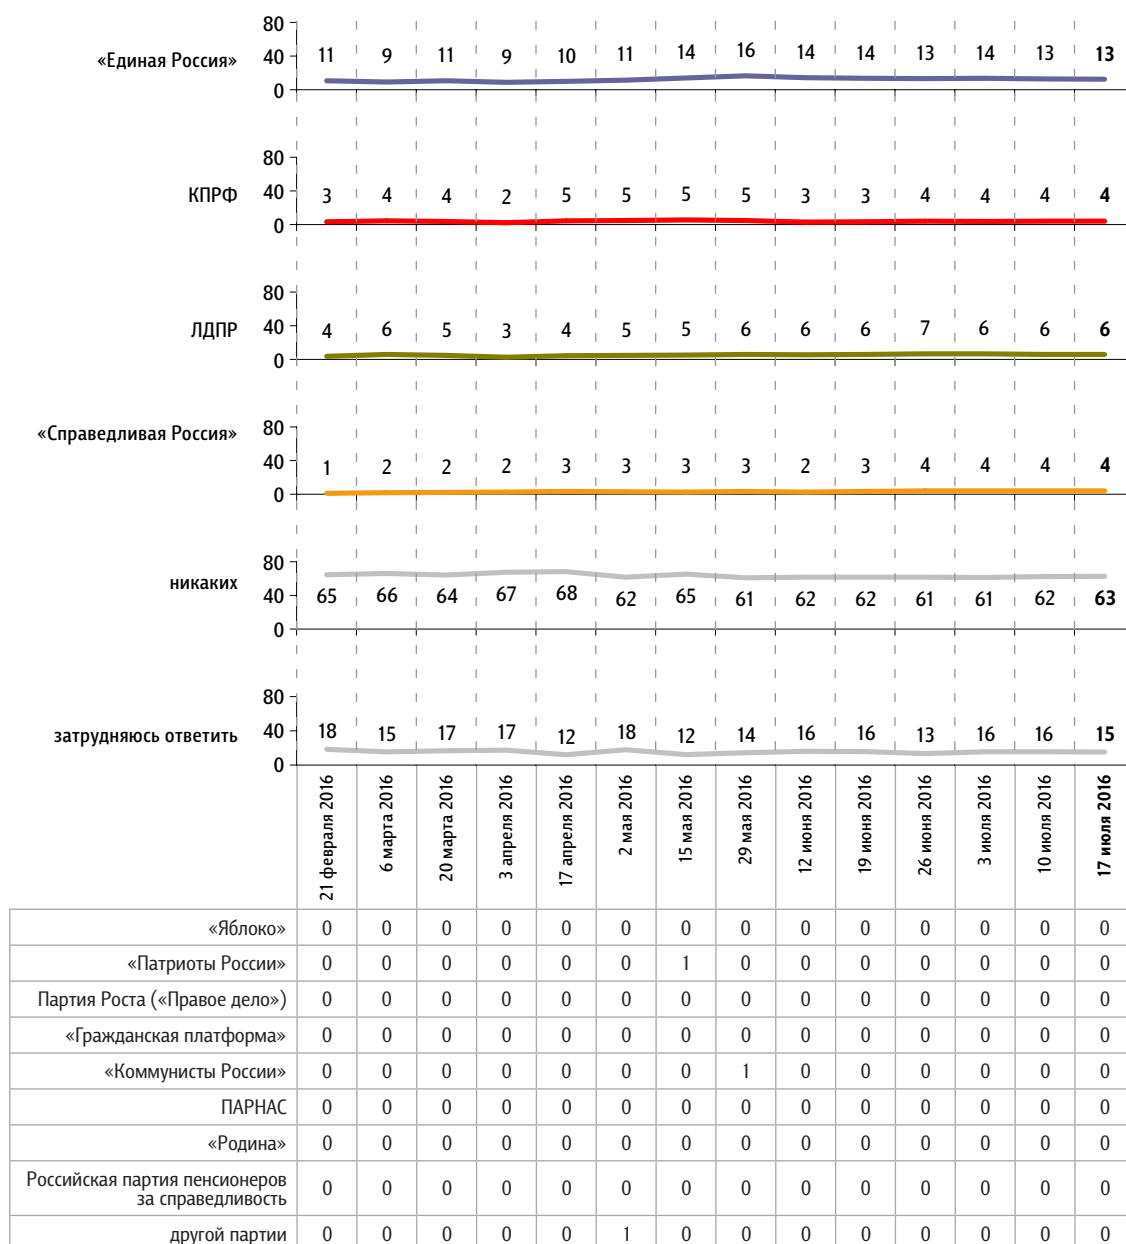 80
«Единая Россия» 40 11 9 11 9 10 11 14 16 14 14 13 14 13 13
0
80
КПРФ 40 3 4 4 2 5 5 5 5 3 3 4 4 4 4
0
80
ЛДПР 40 4 6 5 3 4 5 5 6 6 6 7 6 6 6
0
«Справедливая Россия» 80
40 1 2 2 2 3 3 3 3 2 3 4 4 4 4
0
80
никаких
40 65 66 64 67 68 62 65 61 62 62 61 61 62 63
0
80
затрудняюсь ответить 40 18 15 17 17 12 18 12 14 16 16 13 16 16 15
0
21 февраля 2016
6 марта 2016
20 марта 2016
3 апреля 2016
17 апреля 2016
2 мая 2016
15 мая 2016
29 мая 2016
12 июня 2016
19 июня 2016
26 июня 2016
3 июля 2016
10 июля 2016
17 июля 2016
«Яблоко» 0 0 0 0 0 0 0 0 0 0 0 0 0 0
«Патриоты России» 0 0 0 0 0 0 1 0 0 0 0 0 0 0
Партия Роста («Правое дело») 0 0 0 0 0 0 0 0 0 0 0 0 0 0
«Гражданская платформа» 0 0 0 0 0 0 0 0 0 0 0 0 0 0
«Коммунисты России» 0 0 0 0 0 0 0 1 0 0 0 0 0 0
ПАРНАС 0 0 0 0 0 0 0 0 0 0 0 0 0 0
«Родина» 0 0 0 0 0 0 0 0 0 0 0 0 0 0
Российская партия пенсионеров
за справедливость 0 0 0 0 0 0 0 0 0 0 0 0 0 0
другой партии 0 0 0 0 0 1 0 0 0 0 0 0 0 0